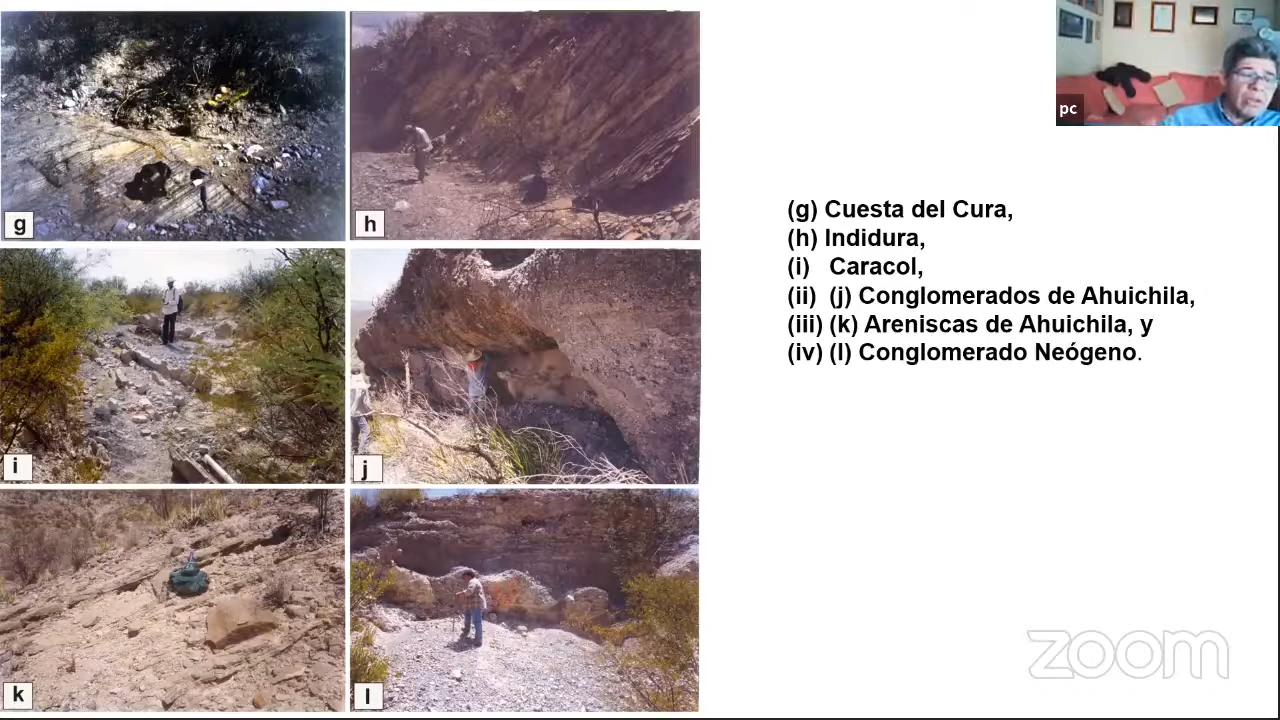 g
h
i
j
k
l
pc
(g) Cuesta del Cura,
(h) Indidura,
(i) Caracol,
(ii) (j) Conglomerados de Ahuichila,
(iii) (k) Areniscas de Ahuichila, y
(iv) (l) Conglomerado Neógeno.
zoom